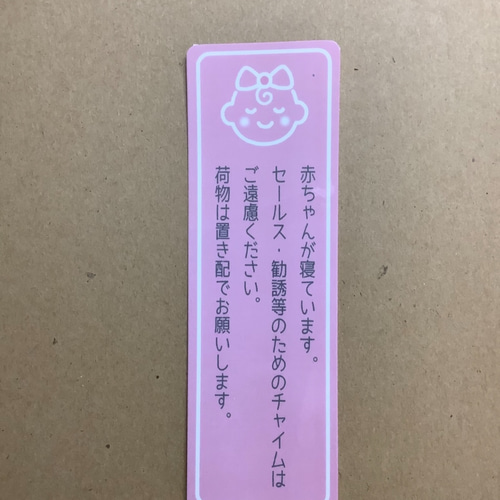 赤ちゃんが寝ています。
セールス・勧誘等のためのチャイムは
ご遠慮ください。
荷物は置き配でお願いします。